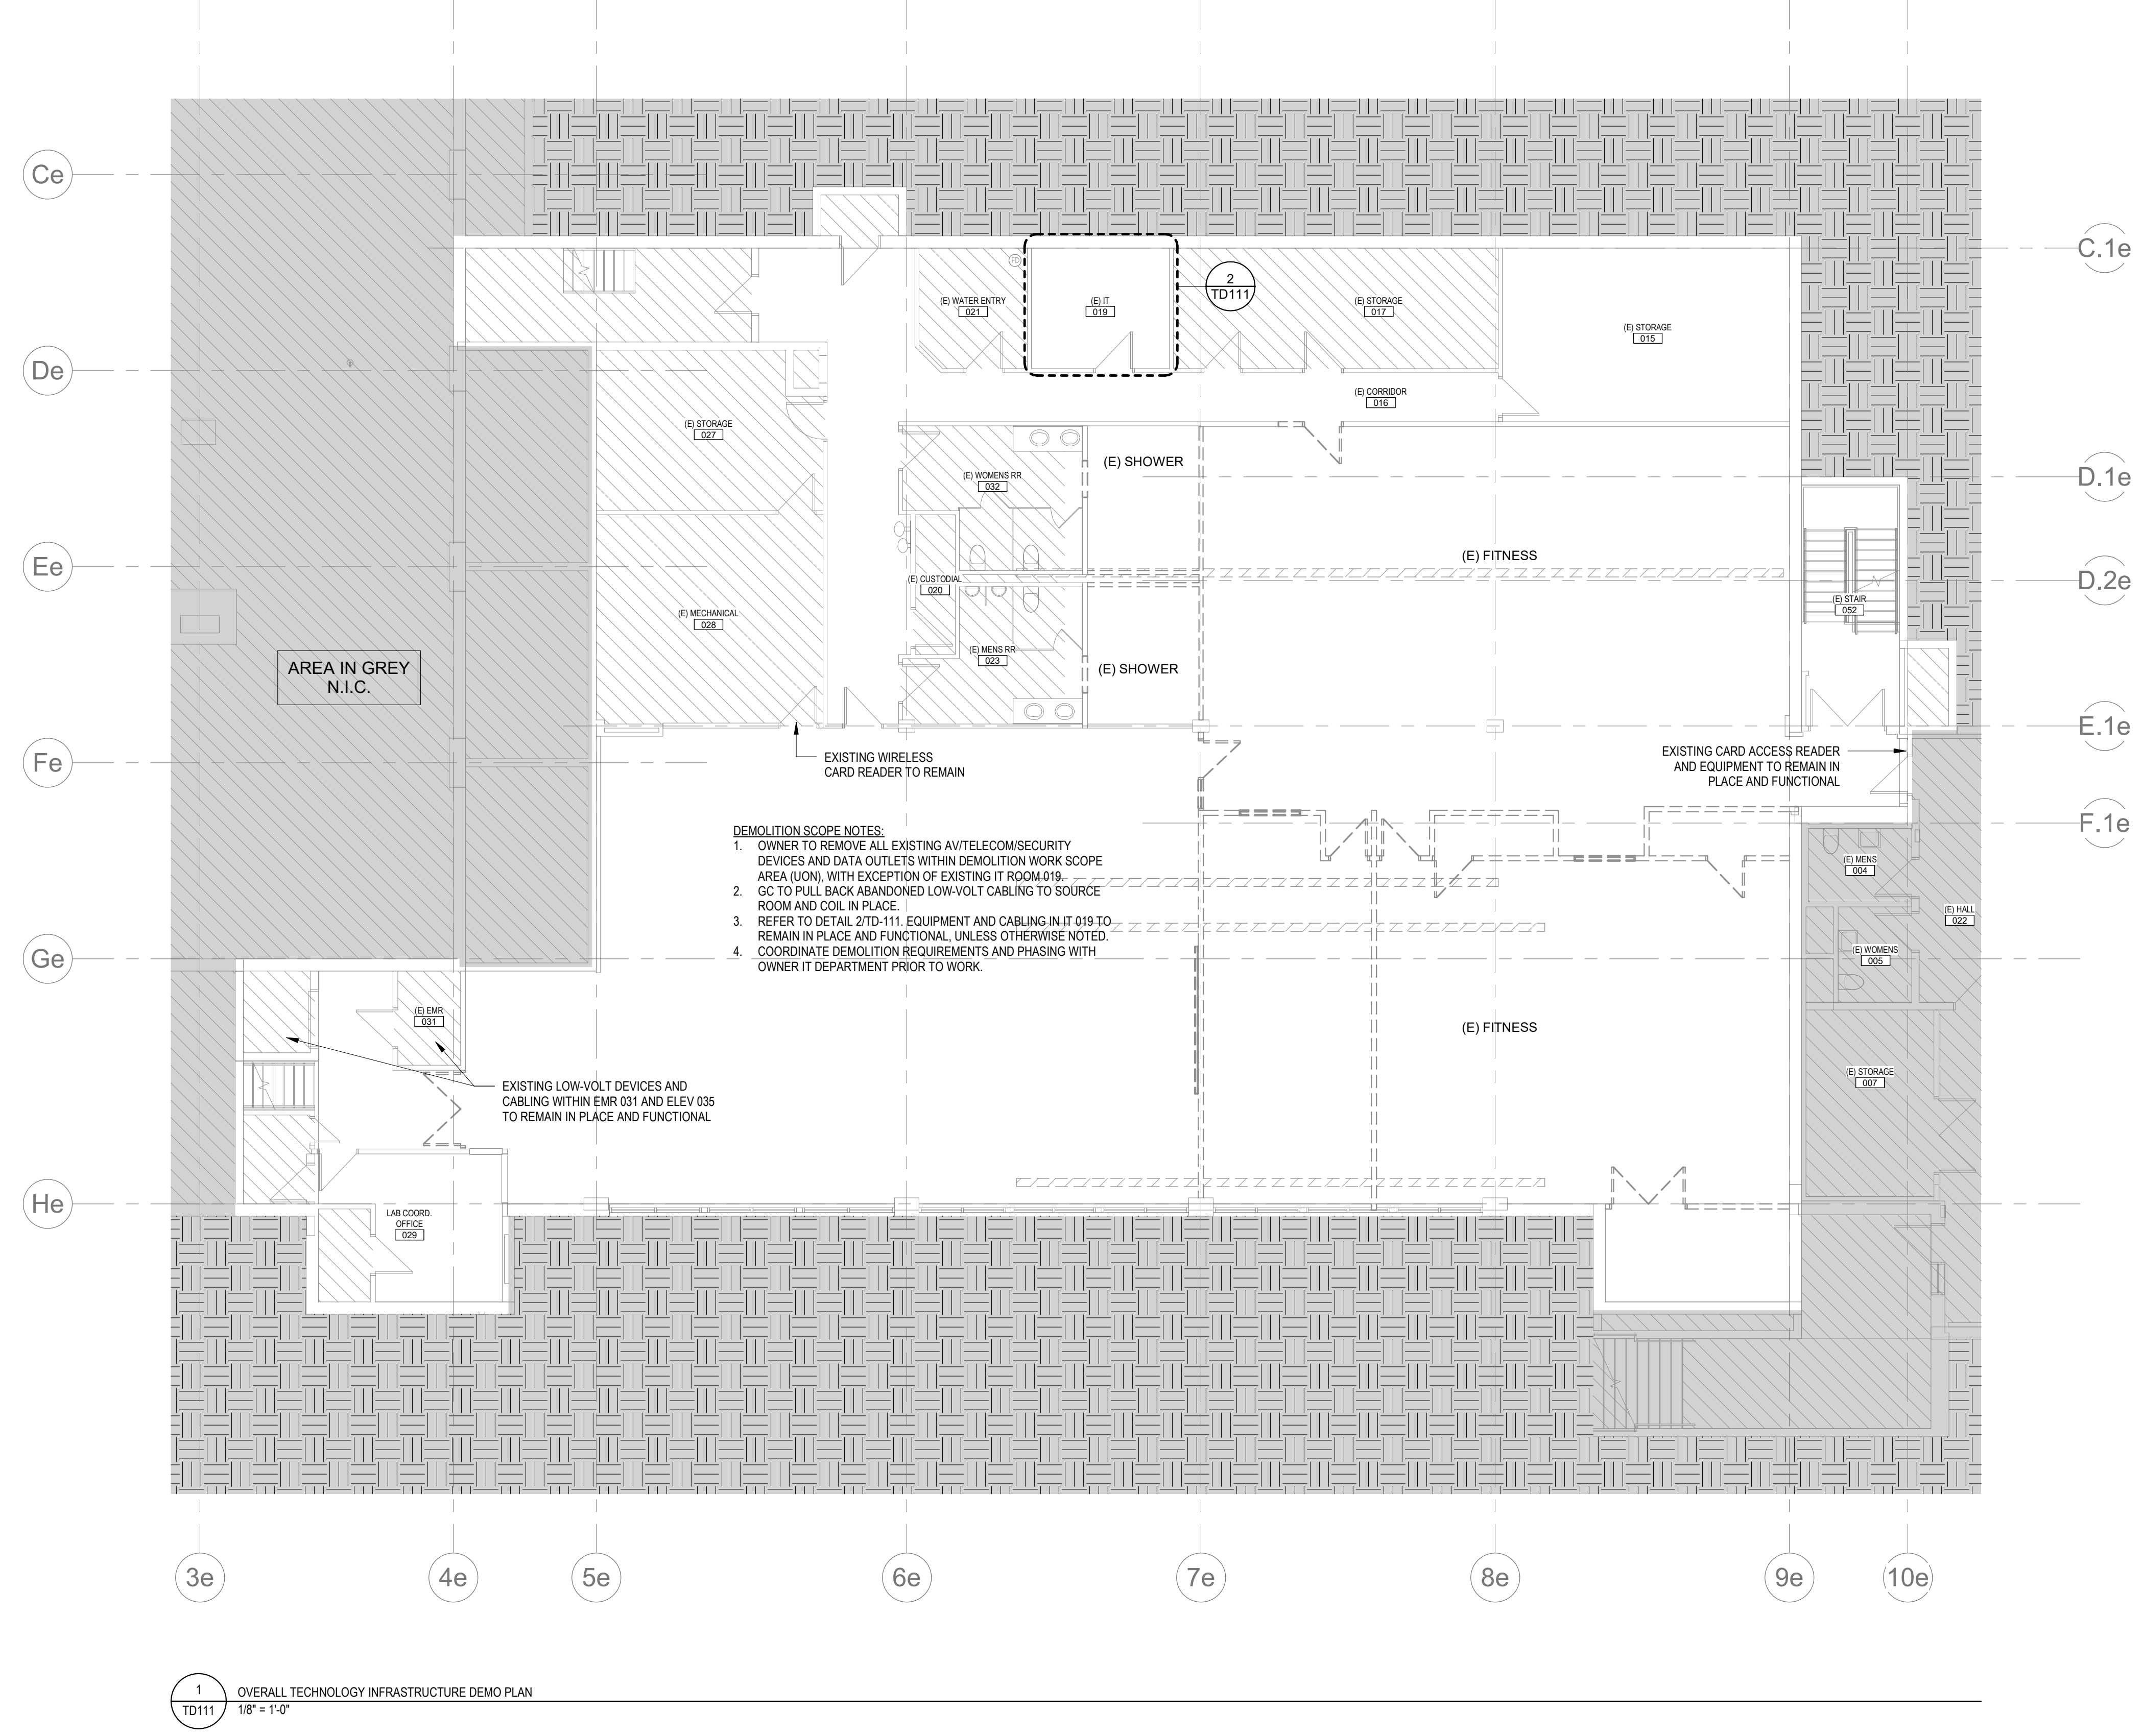 Ce
C.1e
FD
2
TD111
(E) WATER ENTRY
021
(E) IT
019
(E) STORAGE
017
(E) STORAGE
015
De
(E) CORRIDOR
016
(E) STORAGE
027
(E) SHOWER
(E) WOMENS RR
032
D.1e
Ee
(E) FITNESS
D.2e
(E) CUSTODIAL
020
(E) STAIR
052
(E) MECHANICAL
028
(E) MENS RR
023
(E) SHOWER
AREA IN GREY
N.I.C.
E.1e
Fe
EXISTING WIRELESS
CARD READER TO REMAIN
EXISTING CARD ACCESS READER
AND EQUIPMENT TO REMAIN IN
PLACE AND FUNCTIONAL
F.1e
DEMOLITION SCOPE NOTES:
1. OWNER TO REMOVE ALL EXISTING AV/TELECOM/SECURITY
DEVICES AND DATA OUTLETS WITHIN DEMOLITION WORK SCOPE
AREA (UON), WITH EXCEPTION OF EXISTING IT ROOM 019.
2. GC TO PULL BACK ABANDONED LOW-VOLT CABLING TO SOURCE
ROOM AND COIL IN PLACE.
3. REFER TO DETAIL 2/TD-111. EQUIPMENT AND CABLING IN IT 019 TO
REMAIN IN PLACE AND FUNCTIONAL, UNLESS OTHERWISE NOTED.
4. COORDINATE DEMOLITION REQUIREMENTS AND PHASING WITH
OWNER IT DEPARTMENT PRIOR TO WORK.
(E) MENS
004
(E) HALL
022
(E) WOMENS
005
Ge
(E) EMR
031
(E) FITNESS
(E) STORAGE
007
EXISTING LOW-VOLT DEVICES AND
CABLING WITHIN EMR 031 AND ELEV 035
TO REMAIN IN PLACE AND FUNCTIONAL
He
LAB COORD.
OFFICE
029
3e
4e
5e
6e
7e
8e
9e
10e
1
TD111
OVERALL TECHNOLOGY INFRASTRUCTURE DEMO PLAN
1/8" = 1'-0"